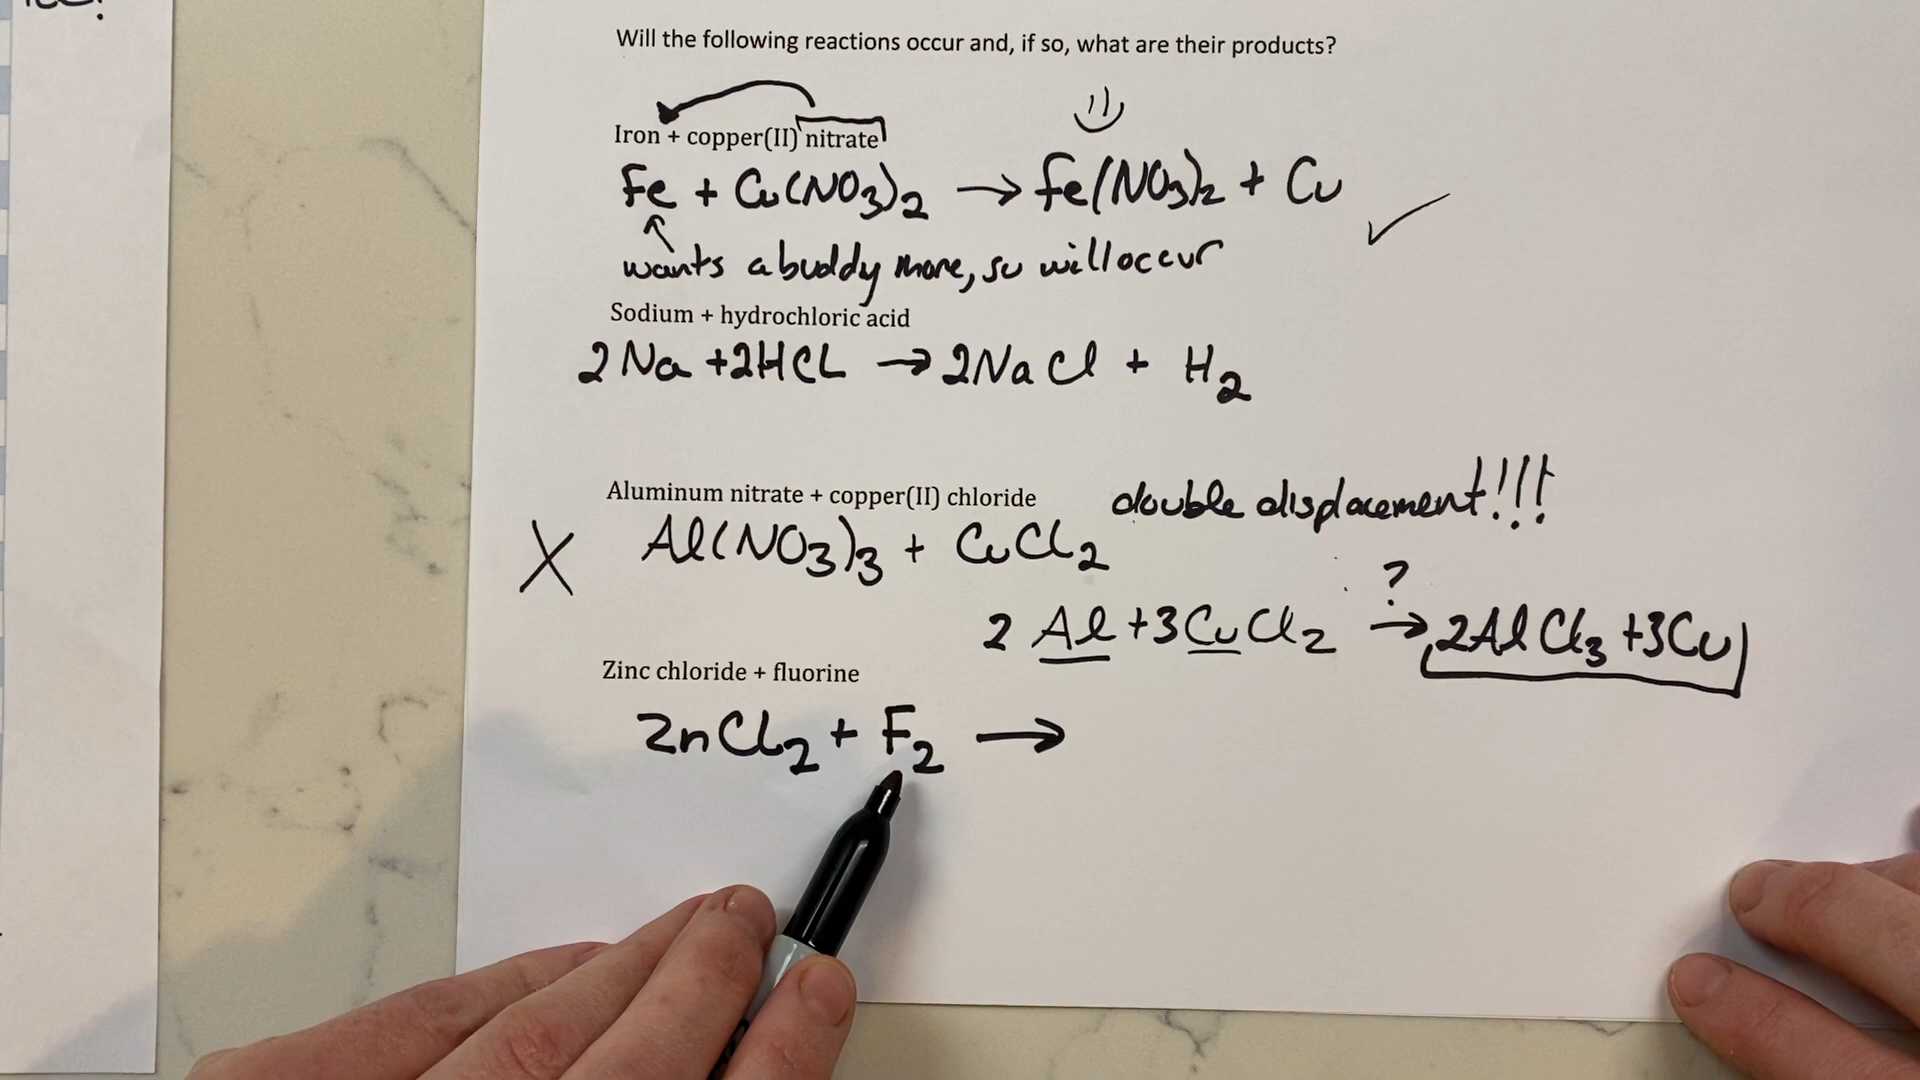 Will the following reactions occur and, if so, what are their products?
Iron + copper(II) nitrate
Fe + Cu(NO3)2 → Fe(NO3)2 + Cu ✓
wants a buddy more, so will occur
Sodium + hydrochloric acid
2Na +2HCL → 2NaCl + H2
Aluminum nitrate + copper(II) chloride double displacement!!!!
X Al(NO3)3 + CuCl2
?
2 Al +3CuCl2 → 2AlCl3 +3Cu
Zinc chloride + fluorine
ZnCl2 + F2 →